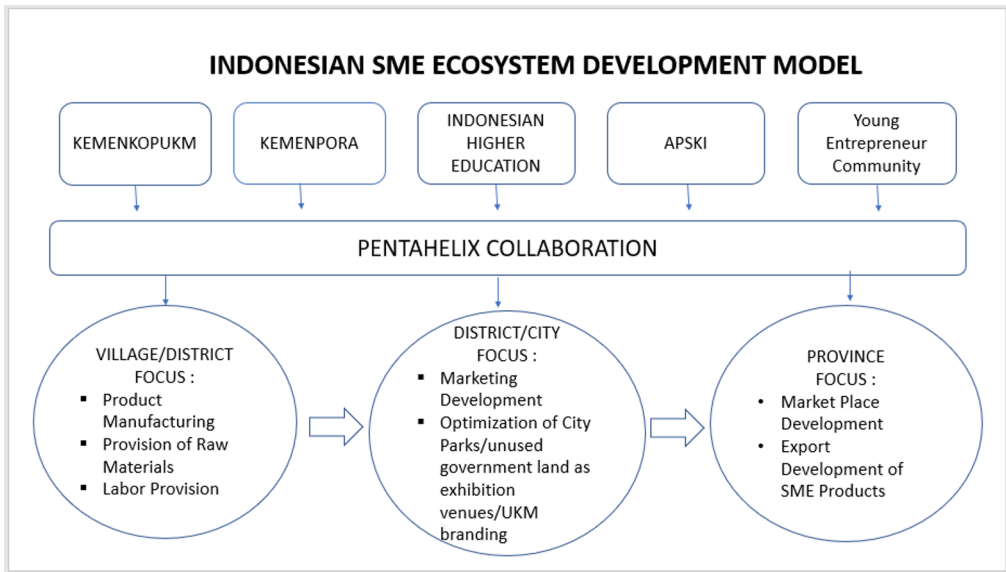 INDONESIAN SME ECOSYSTEM DEVELOPMENT MODEL
KEMENKOPUKM
KEMENPORA
INDONESIAN
HIGHER
EDUCATION
APSKI
Young
Entrepreneur
Community
PENTAHELIX COLLABORATION
VILLAGE/DISTRICT
FOCUS :
▪ Product
Manufacturing
▪ Provision of Raw
Materials
▪ Labor Provision
DISTRICT/CITY
FOCUS :
▪ Marketing
Development
▪ Optimization of City
Parks/unused
government land as
exhibition
venues/UKM
branding
PROVINCE
FOCUS :
• Market Place
Development
• Export
Development of
SME Products